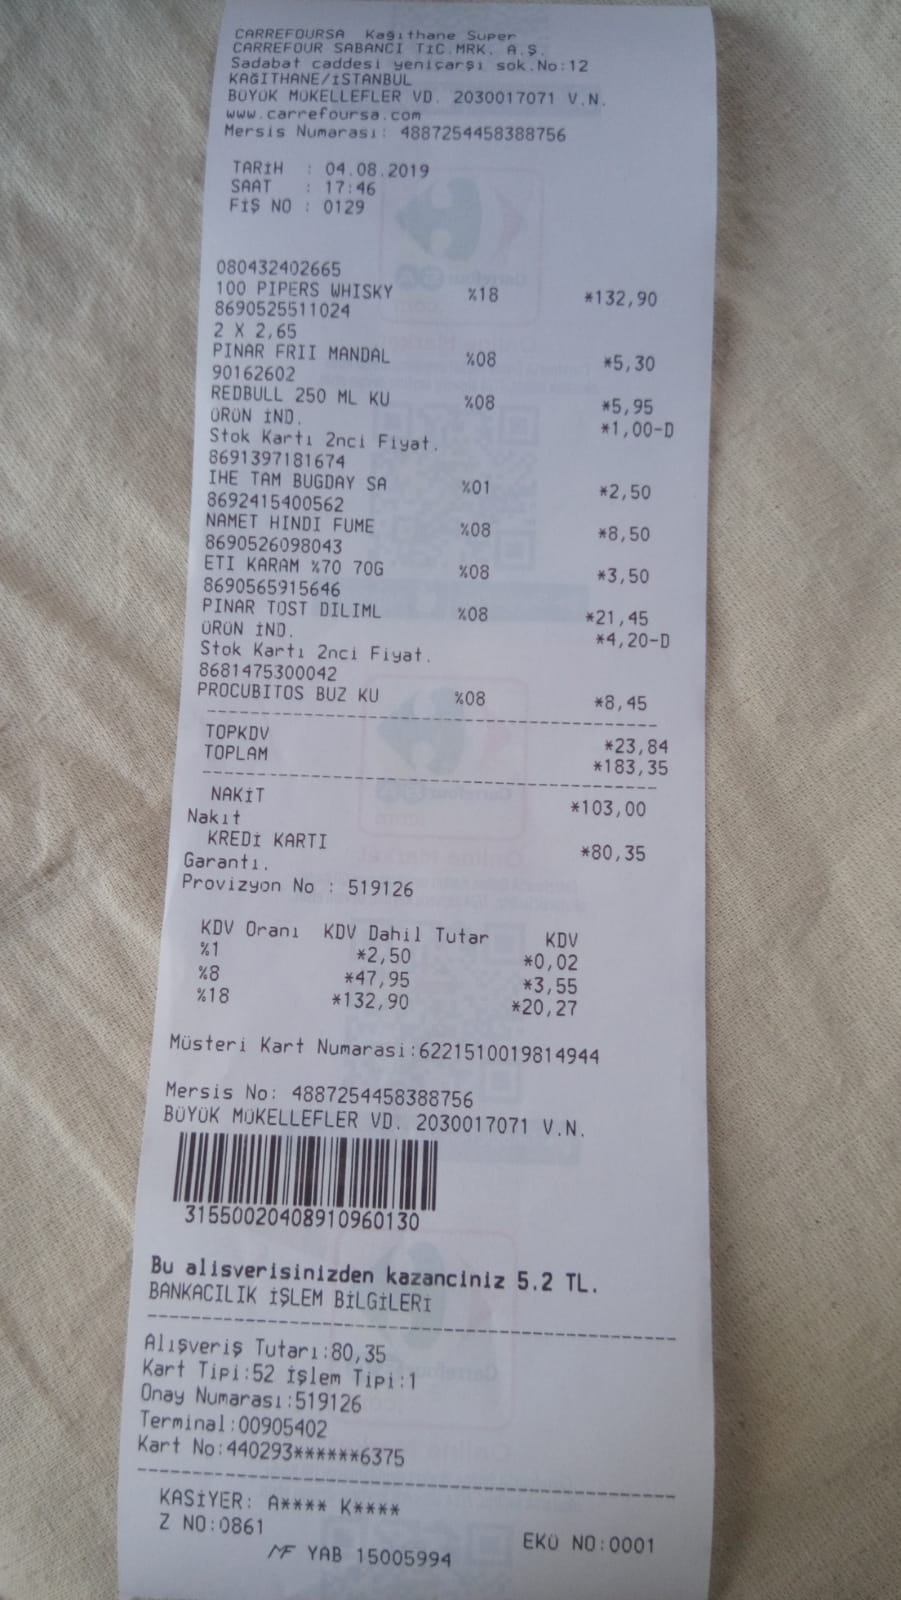 CARREFOURSA Kağıthane Süper
CARREFOUR SABANCI TİC.MRK. A.Ş.
Sadabat caddesi yeniçarşı sok.No:12
KAĞITHANE/İSTANBUL
BÜYÜK MÜKELLEFLER VD. 2030017071 V.N.
www.carrefoursa.com
Mersis Numarası: 4887254458388756
TARİH : 04.08.2019
SAAT : 17:46
FİŞ NO : 0129
080432402665
100 PIPERS WHISKY %18 *132,90
8690525511024
2 X 2,65
PINAR FRII MANDAL %08 *5,30
90162602
REDBULL 250 ML KU %08 *5,95
ÜRÜN İND. *1,00-D
Stok Kartı 2nci Fiyat.
8691397181674
IHE TAM BUGDAY SA %01 *2,50
8692415400562
NAMET HINDI FUME %08 *8,50
8690526098043
ETI KARAM %70 70G %08 *3,50
8690565915646
PINAR TOST DILIML %08 *21,45
ÜRÜN İND. *4,20-D
Stok Kartı 2nci Fiyat.
8681475300042
PROCUBITOS BUZ KU %08 *8,45
TOPKDV *23,84
TOPLAM *183,35
NAKİT *103,00
Nakıt
KREDİ KARTI *80,35
Garantı.
Provizyon No : 519126
KDV Oranı KDV Dahil Tutar KDV
%1 *2,50 *0,02
%8 *47,95 *3,55
%18 *132,90 *20,27
Müsteri Kart Numarasi:6221510019814944
Mersis No: 4887254458388756
BÜYÜK MÜKELLEFLER VD. 2030017071 V.N.
31550020408910960130
Bu alisverisinizden kazanciniz 5.2 TL.
BANKACILIK İŞLEM BİLGİLERİ
Alışveriş Tutarı:80,35
Kart Tipi:52 İşlem Tipi:1
Onay Numarası:519126
Terminal:00905402
Kart No:440293******6375
KASİYER: A**** K****
Z NO:0861 EKÜ NO:0001
MF YAB 15005994